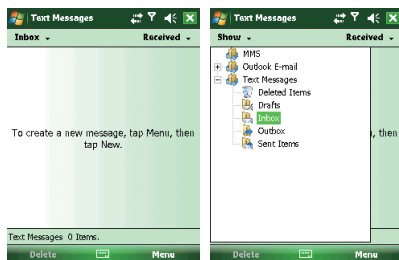 Text Messages
Inbox
Received
To create a new message, tap Menu, then
tap New.
Text Messages 0 Items.
Delete
Menu
Text Messages
Show
Received
MMS
Outlook E-mail
Text Messages
Deleted Items
Drafts
Inbox
Outbox
Sent Items
, then
Delete
Menu